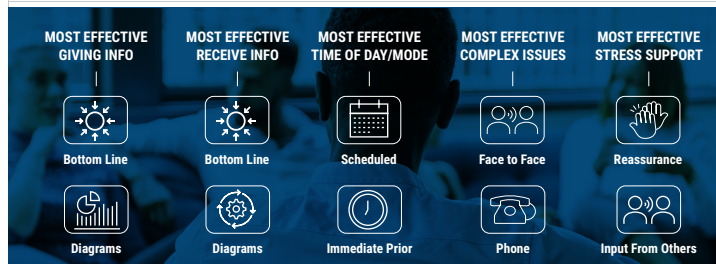 MOST EFFECTIVE
GIVING INFO
MOST EFFECTIVE
RECEIVE INFO
MOST EFFECTIVE
TIME OF DAY/MODE
MOST EFFECTIVE
COMPLEX ISSUES
MOST EFFECTIVE
STRESS SUPPORT
Bottom Line
Bottom Line
Scheduled
Face to Face
Reassurance
Diagrams
Diagrams
Immediate Prior
Phone
Input From Others